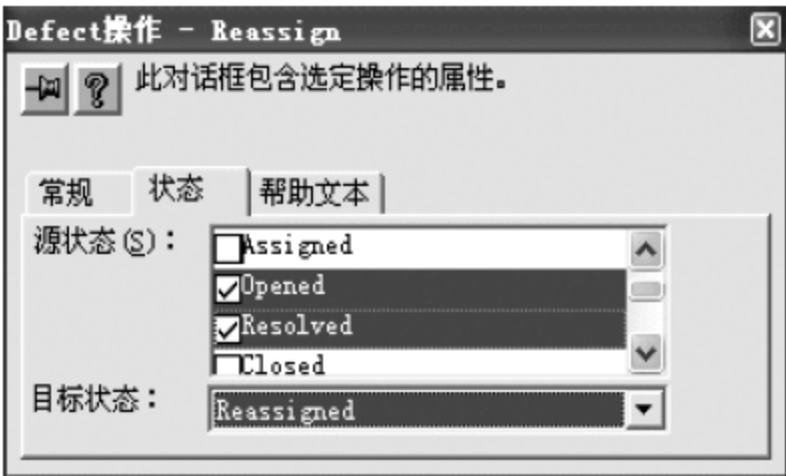 Defect操作 - Reassign
此对话框包含选定操作的属性。
常规 状态 帮助文本
源状态(S)：
Assigned
Opened
Resolved
Closed
目标状态：
Reassigned